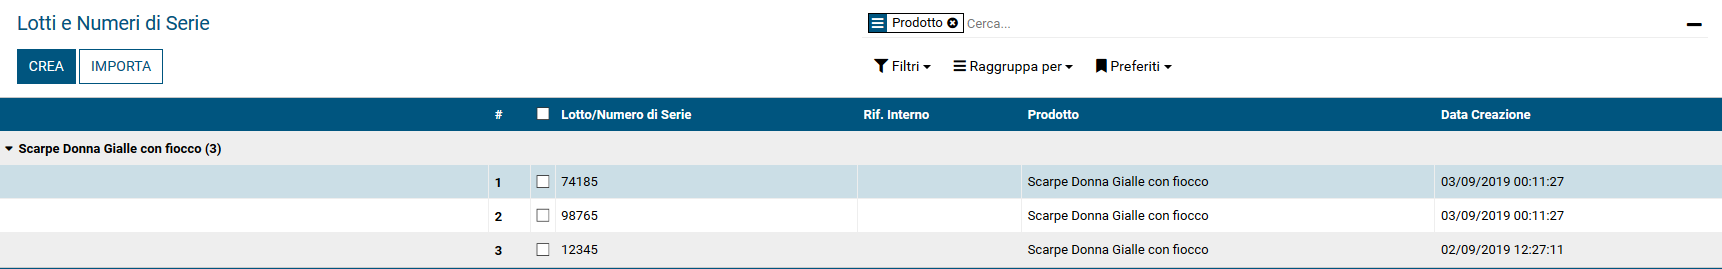 Lotti e Numeri di Serie
Prodotto Cerca...
CREA IMPORTA
Filtri Raggruppa per Preferiti
# Lotto/Numero di Serie Rif. Interno Prodotto Data Creazione
Scarpe Donna Gialle con fiocco (3)
1 74185 Scarpe Donna Gialle con fiocco 03/09/2019 00:11:27
2 98765 Scarpe Donna Gialle con fiocco 03/09/2019 00:11:27
3 12345 Scarpe Donna Gialle con fiocco 02/09/2019 12:27:11